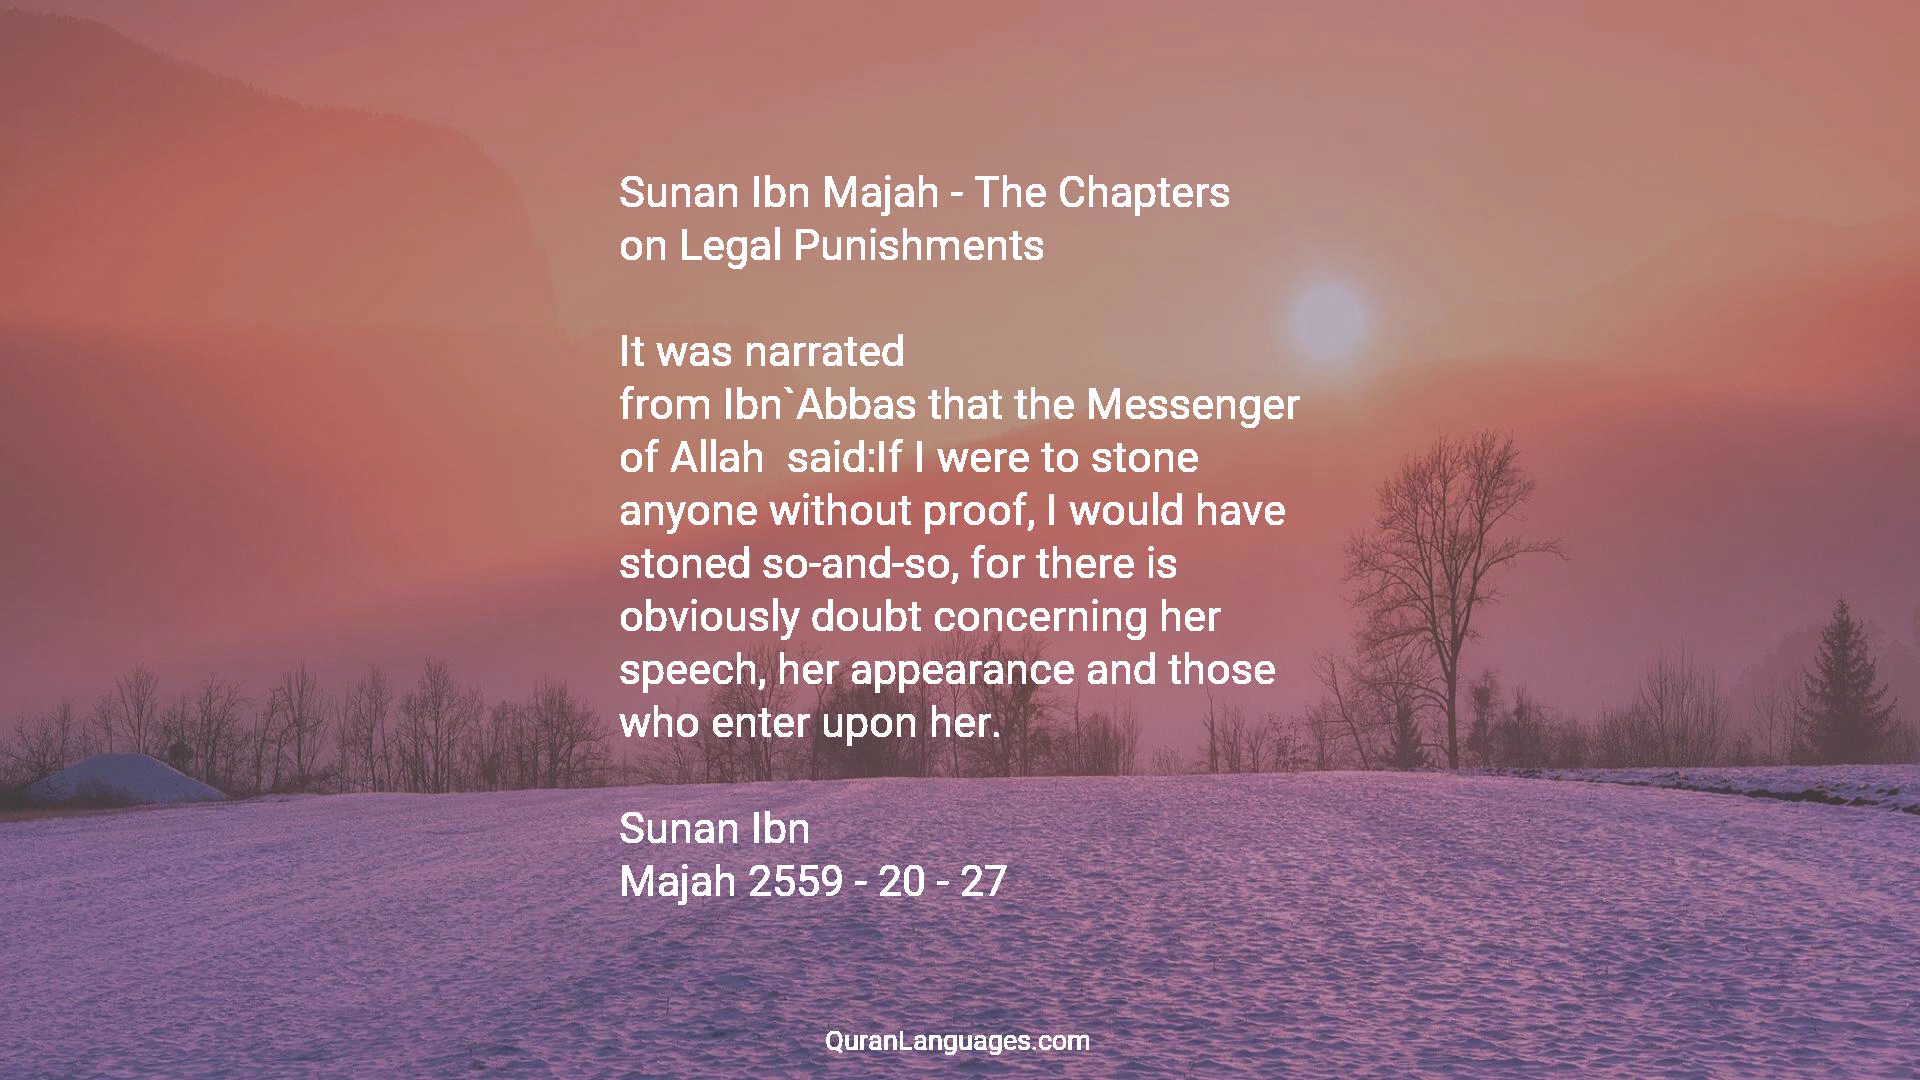 Sunan Ibn Majah - The Chapters
on Legal Punishments
It was narrated
from Ibn`Abbas that the Messenger
of Allah  said:If I were to stone
anyone without proof, I would have
stoned so-and-so, for there is
obviously doubt concerning her
speech, her appearance and those
who enter upon her.
Sunan Ibn
Majah 2559 - 20 - 27
QuranLanguages.com